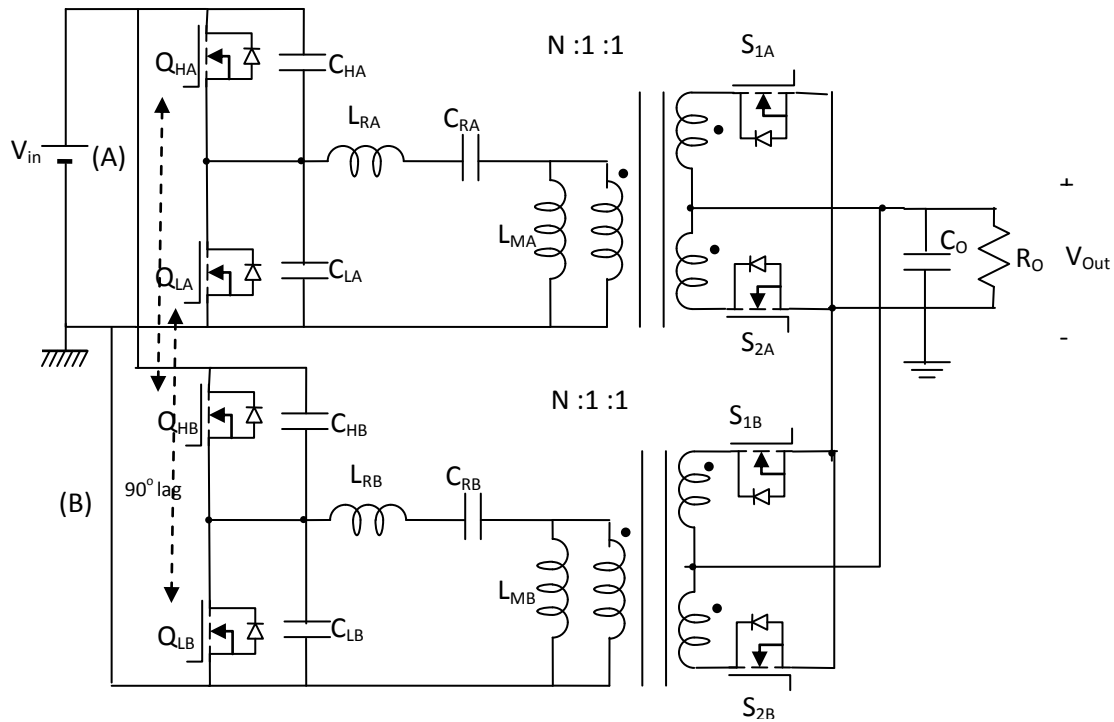 N :1 :1
S1A
QHA
CHA
LRA
CRA
Vin
(A)
+
LMA
CO
RO
VOut
QLA
CLA
S2A
-
N :1 :1
S1B
QHB
CHB
90° lag
(B)
LRB
CRB
LMB
QLB
CLB
S2B